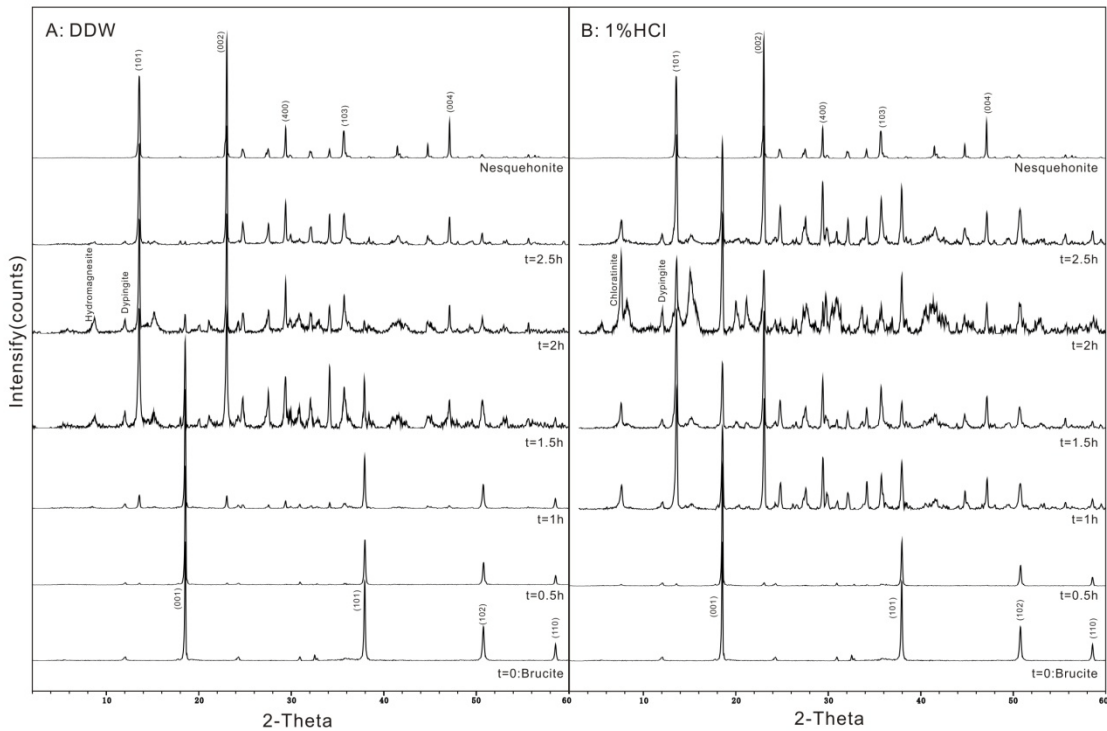 A: DDW
(101)
(002)
(400)
(103)
(004)
Nesquehonite
t=2.5h
Hydromagnesite
Dypingite
t=2h
t=1.5h
t=1h
t=0.5h
(001)
(101)
(102)
(110)
t=0:Brucite
10
20
30
40
50
60
2-Theta
Intensify(counts)
B: 1%HCl
(101)
(002)
(400)
(103)
(004)
Nesquehonite
t=2.5h
Chloratinite
Dypingite
t=2h
t=1.5h
t=1h
t=0.5h
(001)
(101)
(102)
(110)
t=0:Brucite
10
20
30
40
50
60
2-Theta